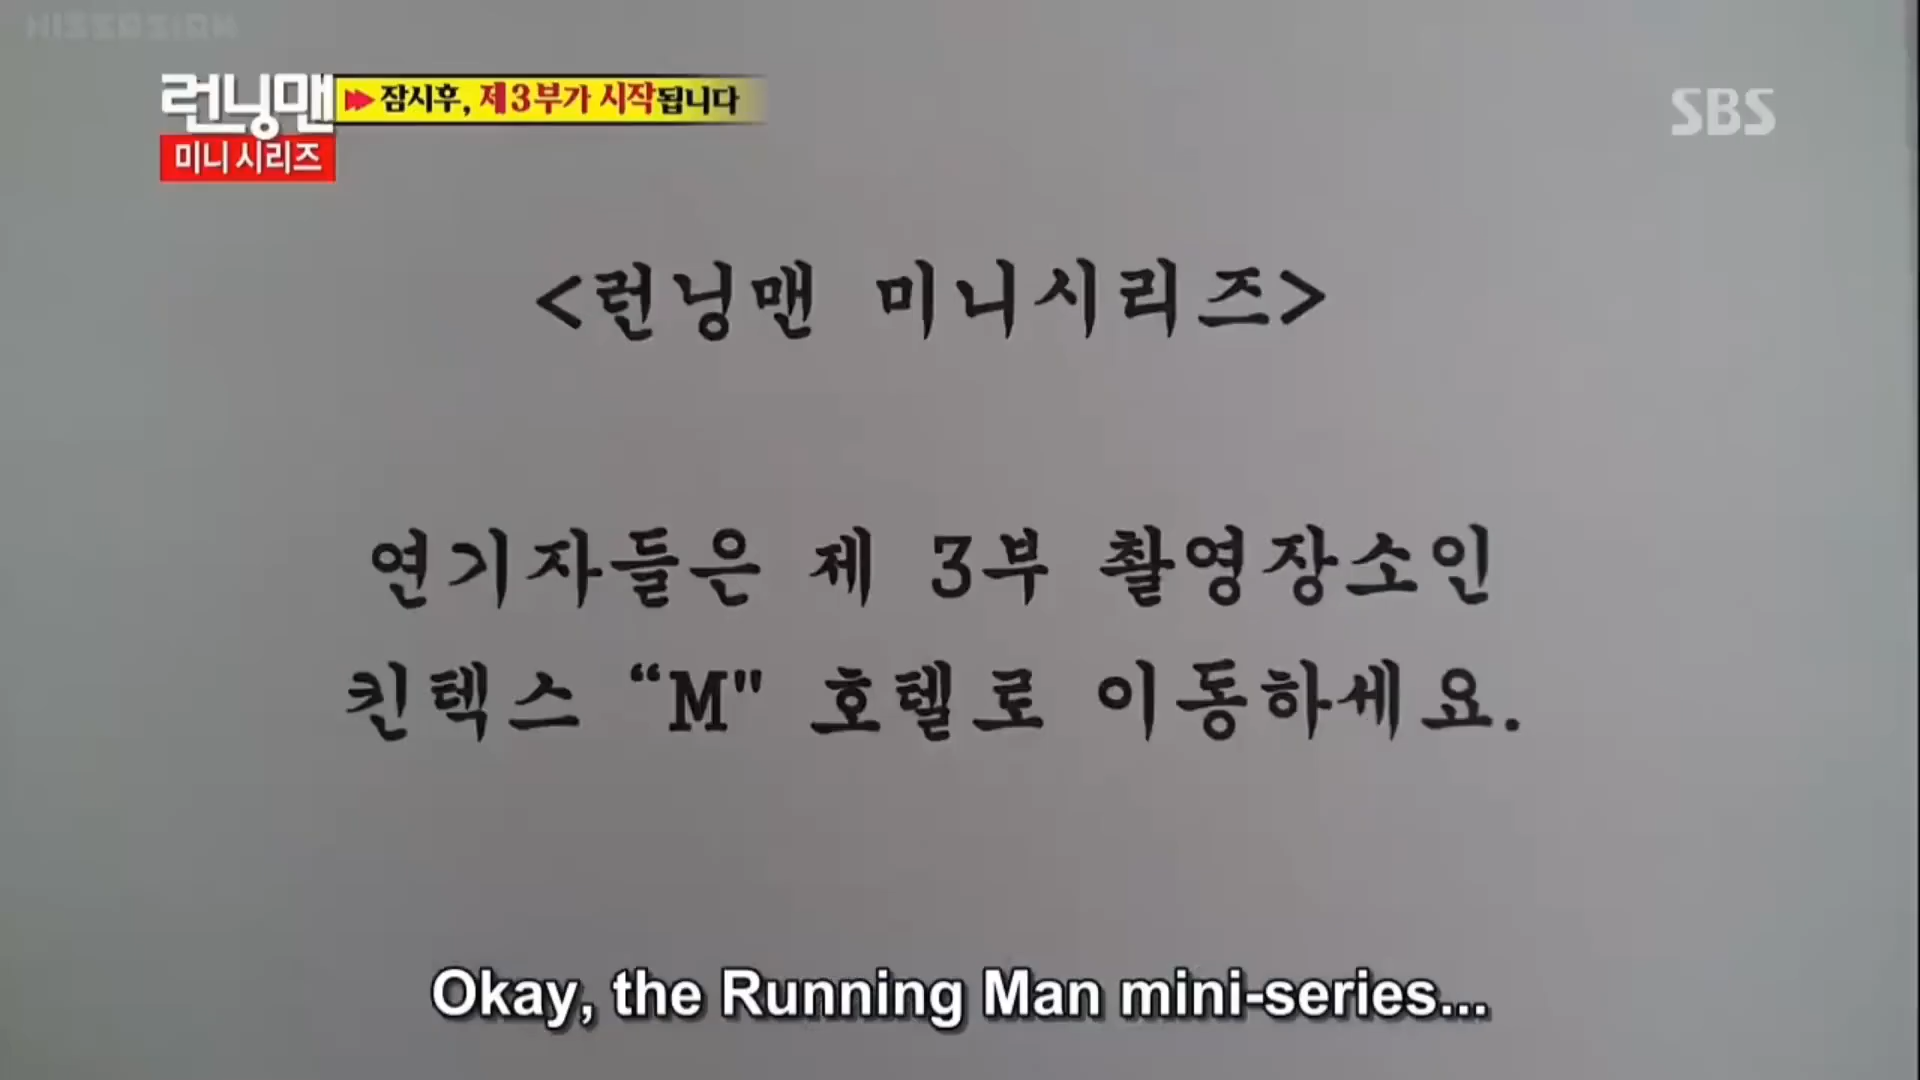 런닝맨
미니시리즈
잠시후, 제3부가 시작됩니다
SBS
<런닝맨 미니시리즈>
연기자들은 제 3부 촬영장소인
킨텍스 “M" 호텔로 이동하세요.
Okay, the Running Man mini-series...